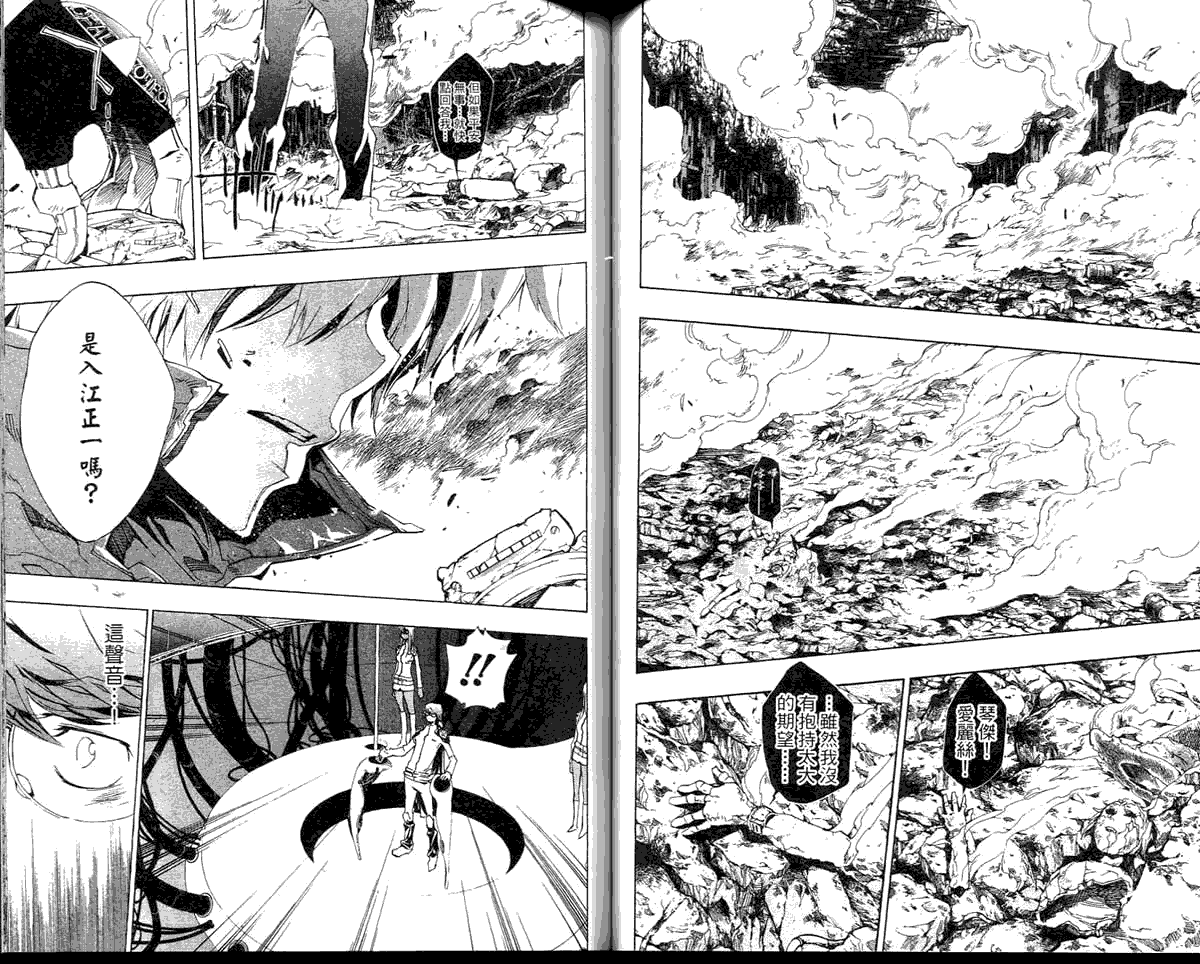 琴傑！
愛麗絲！
…雖然我沒
有抱持太大
的期望……
但如果平安
無事…就快
點回答我…
是入江正一嗎？
!!
這聲音…！